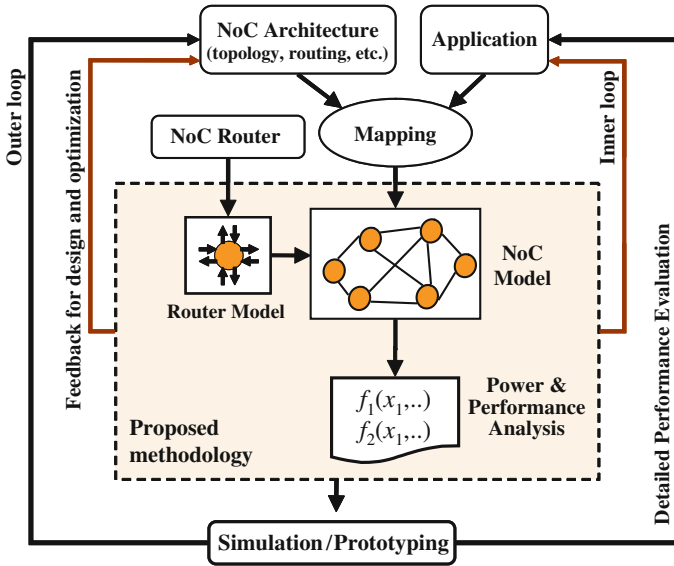 NoC Architecture
(topology, routing, etc.)
Application
Outer loop
Feedback for design and optimization
Inner loop
Detailed Performance Evaluation
NoC Router
Mapping
Router Model
NoC
Model
f₁(x₁,..)
f₂(x₁,..)
Power &
Performance
Analysis
Proposed
methodology
Simulation/Prototyping